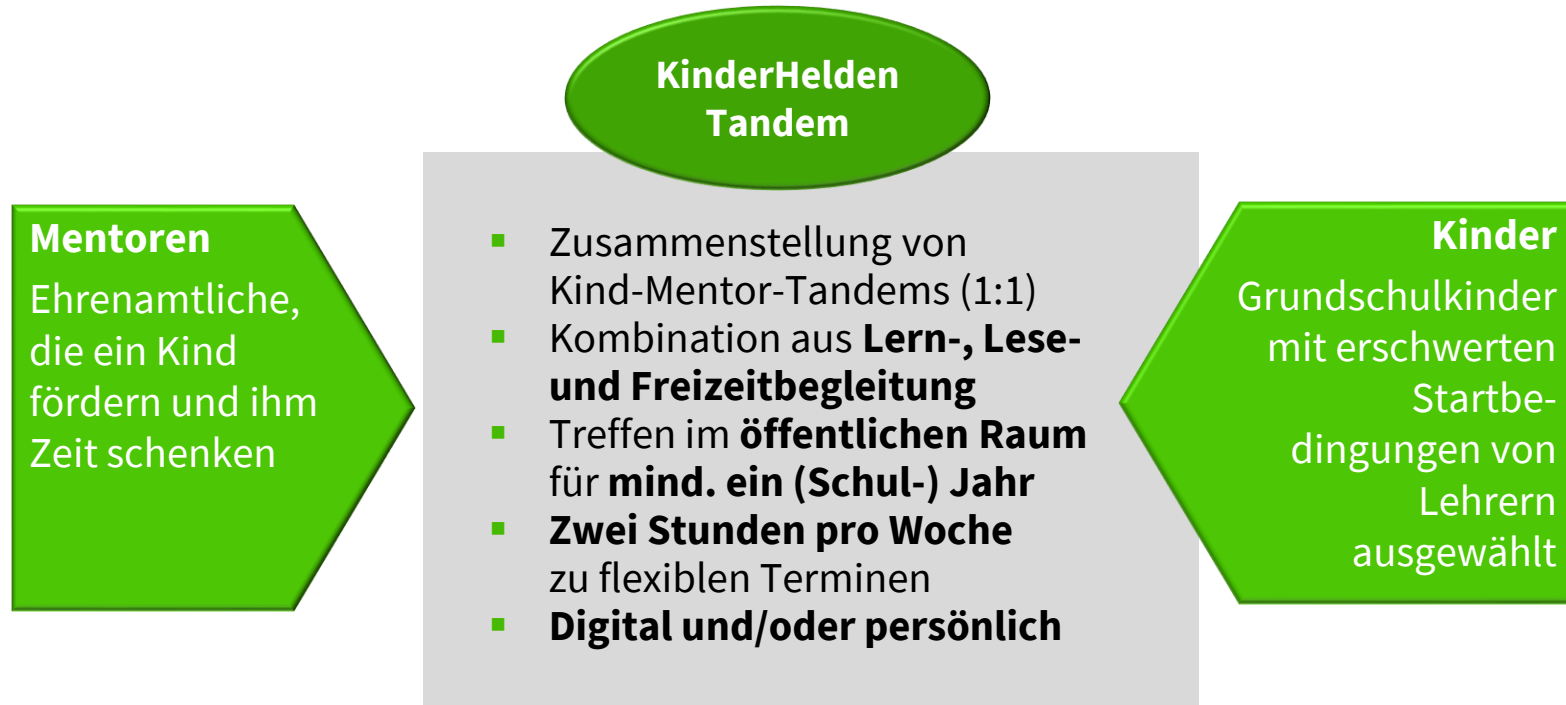 KinderHelden
Tandem
Mentoren
Ehrenamtliche,
die ein Kind
fördern und ihm
Zeit schenken
▪ Zusammenstellung von
Kind-Mentor-Tandems (1:1)
▪ Kombination aus Lern-, Lese-
und Freizeitbegleitung
▪ Treffen im öffentlichen Raum
für mind. ein (Schul-) Jahr
▪ Zwei Stunden pro Woche
zu flexiblen Terminen
▪ Digital und/oder persönlich
Kinder
Grundschulkinder
mit erschwerten
Startbe-
dingungen von
Lehrern
ausgewählt